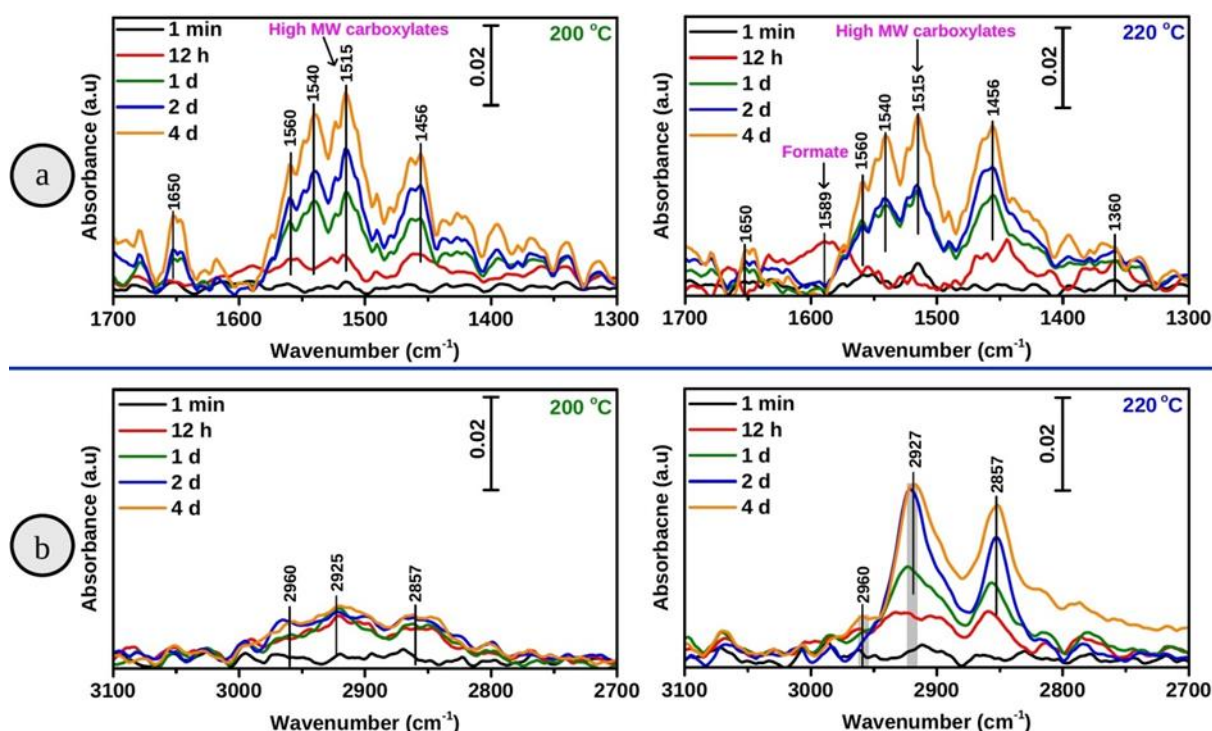 a
Absorbance (a.u)
1 min
12 h
1 d
2 d
4 d
High MW carboxylates
200 °C
0.02
1650
1560
1540
1515
1456
1700
1600
1500
1400
1300
Wavenumber (cm⁻¹)
Absorbance (a.u)
1 min
12 h
1 d
2 d
4 d
High MW carboxylates
220 °C
0.02
Formate
1650
1589
1560
1540
1515
1456
1360
1700
1600
1500
1400
1300
Wavenumber (cm⁻¹)
b
Absorbance (a.u)
1 min
12 h
1 d
2 d
4 d
200 °C
0.02
2960
2925
2857
3100
3000
2900
2800
2700
Wavenumber (cm⁻¹)
Absorbacne (a.u)
1 min
12 h
1 d
2 d
4 d
220 °C
0.02
2960
2927
2857
3100
3000
2900
2800
2700
Wavenumber (cm⁻¹)